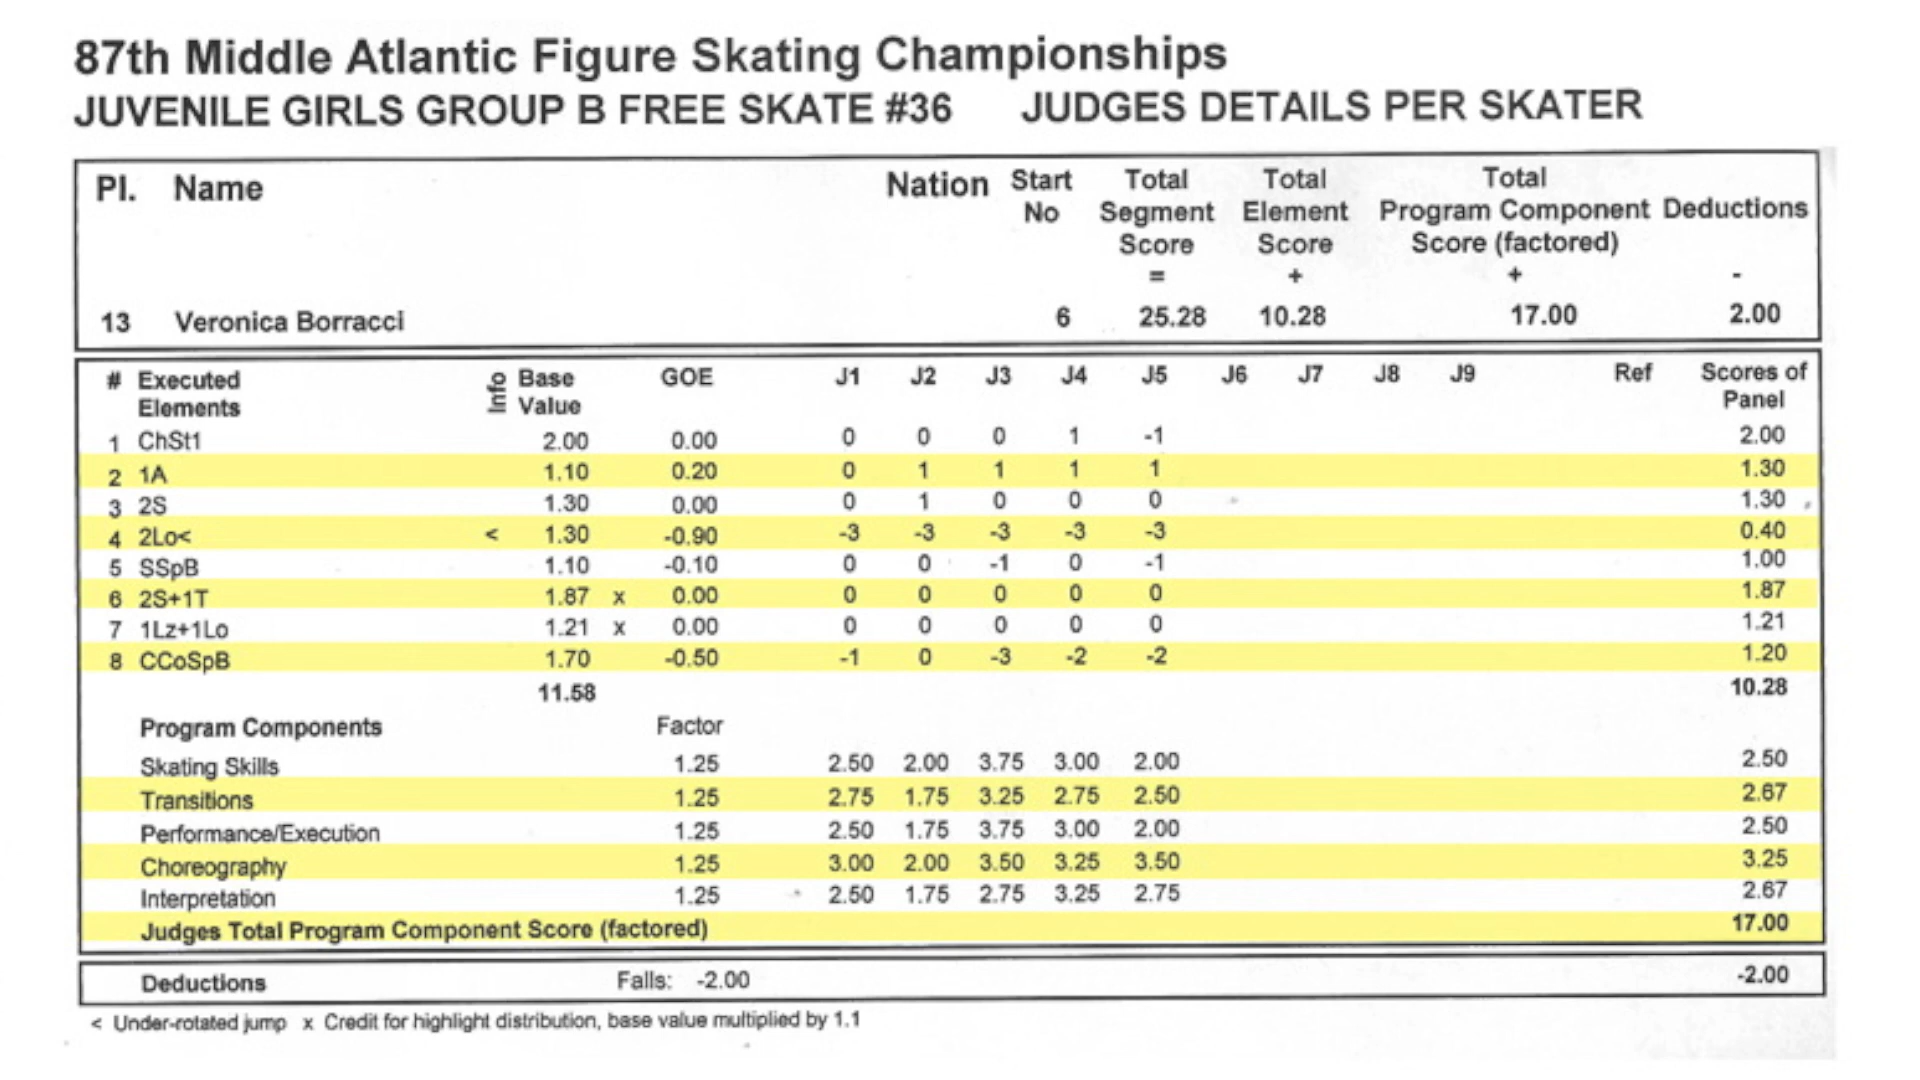 87th Middle Atlantic Figure Skating Championships
JUVENILE GIRLS GROUP B FREE SKATE #36 JUDGES DETAILS PER SKATER
Pl. Name Nation Start No Total Segment Score = Total Element Score + Total Program Component Score (factored) + Deductions -
13 Veronica Borracci 6 25.28 10.28 17.00 2.00
# Executed Elements Info Base Value GOE J1 J2 J3 J4 J5 J6 J7 J8 J9 Ref Scores of Panel
1 ChSt1 2.00 0.00 0 0 0 1 -1 2.00
2 1A 1.10 0.20 0 1 1 1 1 1.30
3 2S 1.30 0.00 0 1 0 0 0 1.30
4 2Lo< < 1.30 -0.90 -3 -3 -3 -3 -3 0.40
5 SSpB 1.10 -0.10 0 0 -1 0 -1 1.00
6 2S+1T 1.87 x 0.00 0 0 0 0 0 1.87
7 1Lz+1Lo 1.21 x 0.00 0 0 0 0 0 1.21
8 CCoSpB 1.70 -0.50 -1 0 -3 -2 -2 1.20
11.58 10.28
Program Components Factor
Skating Skills 1.25 2.50 2.00 3.75 3.00 2.00 2.50
Transitions 1.25 2.75 1.75 3.25 2.75 2.50 2.67
Performance/Execution 1.25 2.50 1.75 3.75 3.00 2.00 2.50
Choreography 1.25 3.00 2.00 3.50 3.25 3.50 3.25
Interpretation 1.25 2.50 1.75 2.75 3.25 2.75 2.67
Judges Total Program Component Score (factored) 17.00
Deductions Falls: -2.00 -2.00
< Under-rotated jump x Credit for highlight distribution, base value multiplied by 1.1